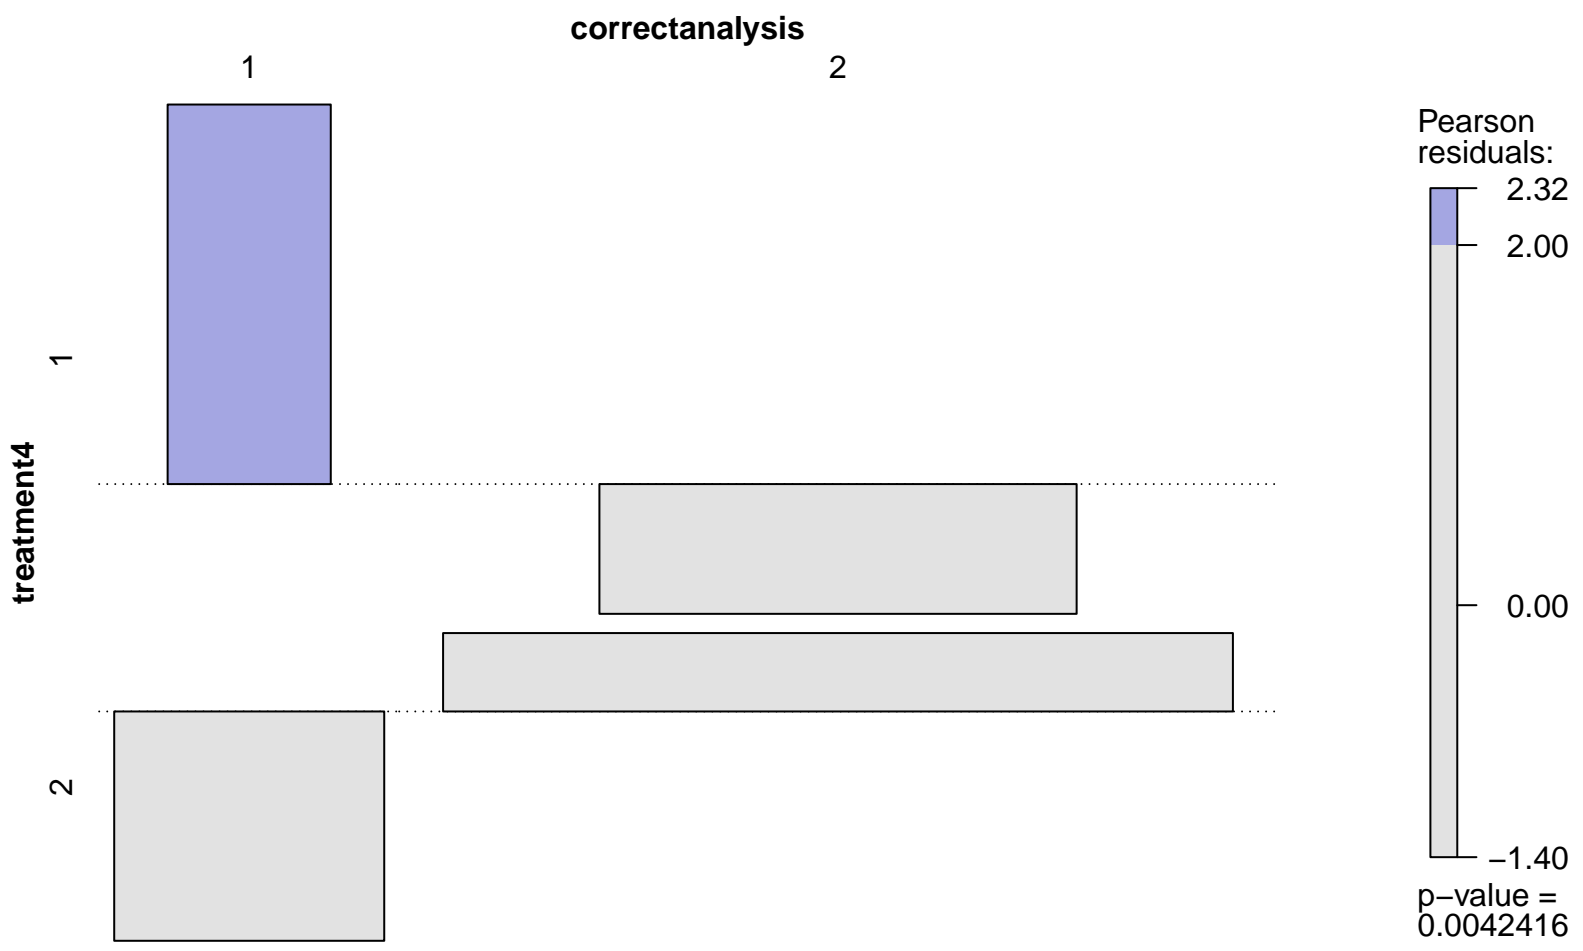 correctanalysis
1
2
treatment4
1
2
Pearson
residuals:
2.32
2.00
0.00
−1.40
p−value =
0.0042416